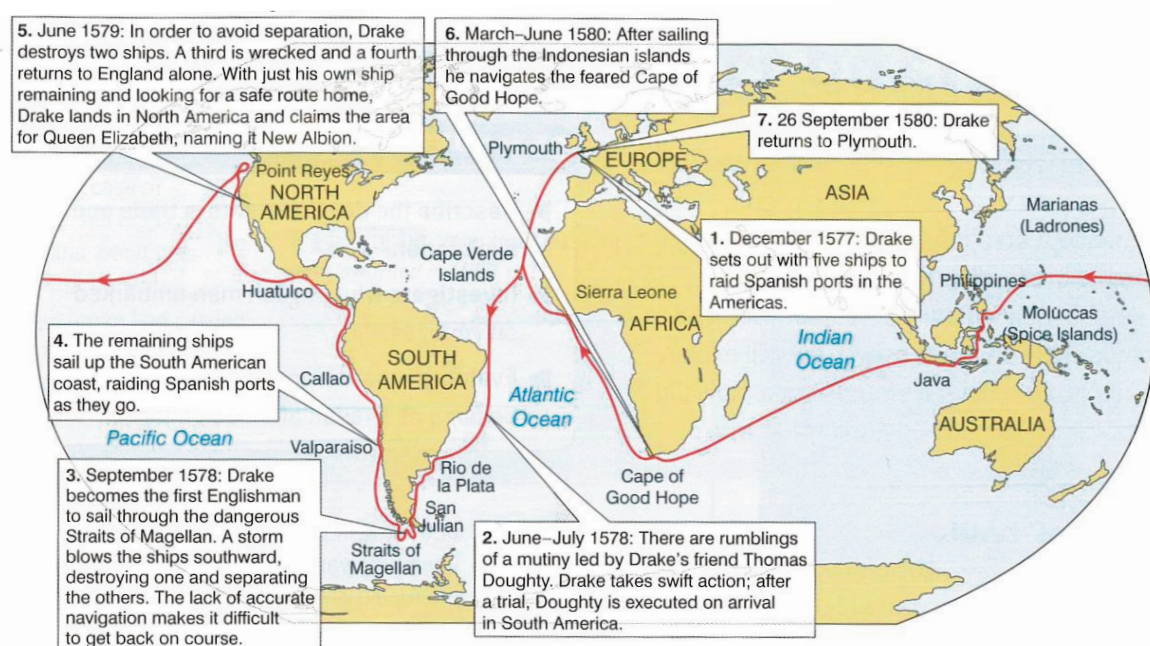 5. June 1579: In order to avoid separation, Drake
destroys two ships. A third is wrecked and a fourth
returns to England alone. With just his own ship
remaining and looking for a safe route home,
Drake lands in North America and claims the area
for Queen Elizabeth, naming it New Albion.
6. March–June 1580: After sailing
through the Indonesian islands
he navigates the feared Cape of
Good Hope.
7. 26 September 1580: Drake
returns to Plymouth.
Plymouth
EUROPE
ASIA
Point Reyes
NORTH
AMERICA
Marianas
(Ladrones)
1. December 1577: Drake
sets out with five ships to
raid Spanish ports in the
Americas.
Cape Verde
Islands
Huatulco
Sierra Leone
AFRICA
Philippines
Moluccas
(Spice Islands)
Indian
Ocean
4. The remaining ships
sail up the South American
coast, raiding Spanish ports
as they go.
SOUTH
AMERICA
Callao
Java
Atlantic
Ocean
AUSTRALIA
Pacific Ocean
Valparaiso
Rio de
la Plata
Cape of
Good Hope
San
Julian
3. September 1578: Drake
becomes the first Englishman
to sail through the dangerous
Straits of Magellan. A storm
blows the ships southward,
destroying one and separating
the others. The lack of accurate
navigation makes it difficult
to get back on course.
Straits of
Magellan
2. June–July 1578: There are rumblings
of a mutiny led by Drake's friend Thomas
Doughty. Drake takes swift action; after
a trial, Doughty is executed on arrival
in South America.